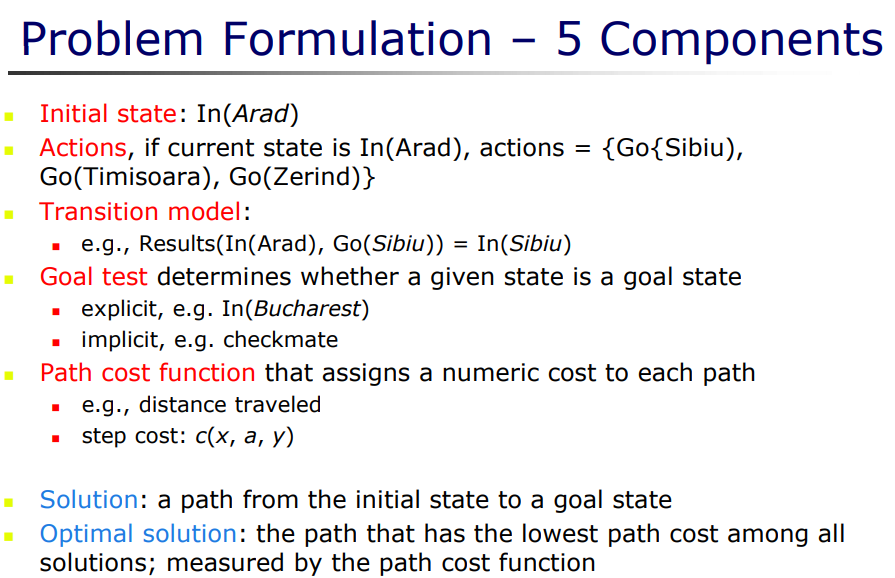 Problem Formulation – 5 Components
Initial state: In(Arad)
Actions, if current state is In(Arad), actions = {Go{Sibiu),
Go(Timisoara), Go(Zerind)}
Transition model:
e.g., Results(In(Arad), Go(Sibiu)) = In(Sibiu)
Goal test determines whether a given state is a goal state
explicit, e.g. In(Bucharest)
implicit, e.g. checkmate
Path cost function that assigns a numeric cost to each path
e.g., distance traveled
step cost: c(x, a, y)
Solution: a path from the initial state to a goal state
Optimal solution: the path that has the lowest path cost among all
solutions; measured by the path cost function